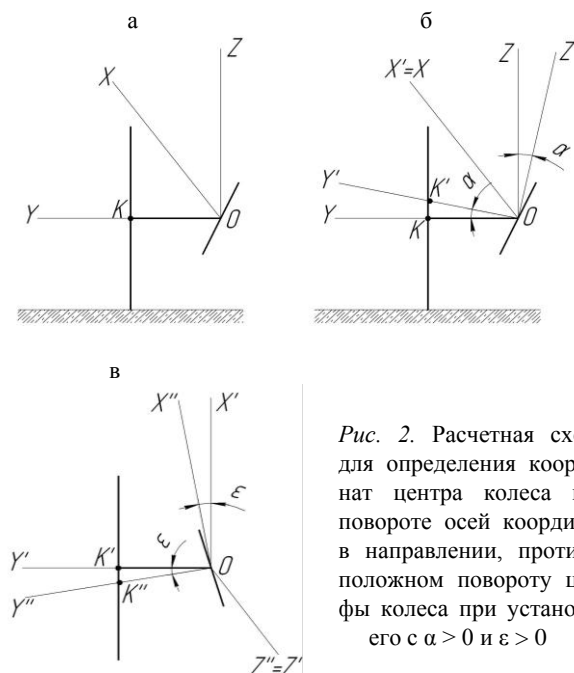 а
б
Z
Z
Z
X
X'=X
α
α
Y'
K'
Y
K
O
Y
K
O
в
X''
X'
ε
ε
Y'
K'
O
Y''
K''
Z''=Z'
Рис. 2. Расчетная схе
для определения коор
нат центра колеса
повороте осей коорди
в направлении, проти
положном повороту ц
фы колеса при устано
его с α > 0 и ε > 0